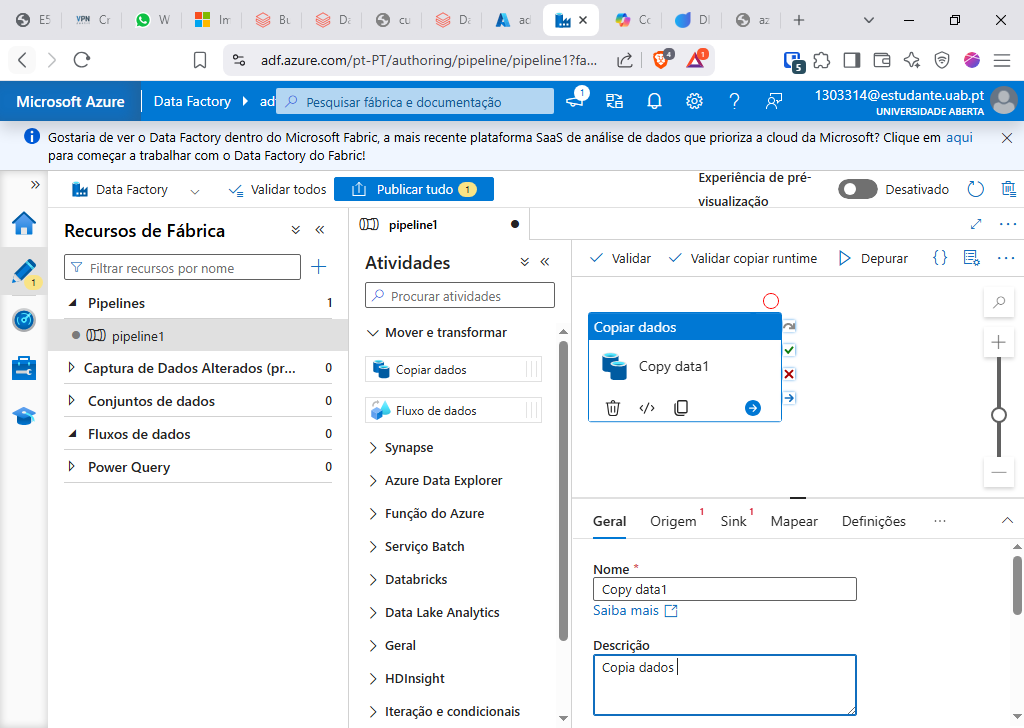 E5
VPN
Cr
W
Im
Bu
Da
cu
Da
ad
Co
Dl
az
adf.azure.com/pt-PT/authoring/pipeline/pipeline1?fa...
4
1
5
Microsoft Azure
Data Factory
adf
Pesquisar fábrica e documentação
1
1303314@estudante.uab.pt
UNIVERSIDADE ABERTA
Gostaria de ver o Data Factory dentro do Microsoft Fabric, a mais recente plataforma SaaS de análise de dados que prioriza a cloud da Microsoft? Clique em aqui
para começar a trabalhar com o Data Factory do Fabric!
Data Factory
Validar todos
Publicar tudo 1
Experiência de pré-
visualização
Desativado
1
Recursos de Fábrica
Filtrar recursos por nome
Pipelines 1
pipeline1
Captura de Dados Alterados (pr... 0
Conjuntos de dados 0
Fluxos de dados 0
Power Query 0
pipeline1
Atividades
Procurar atividades
Mover e transformar
Copiar dados
Fluxo de dados
Synapse
Azure Data Explorer
Função do Azure
Serviço Batch
Databricks
Data Lake Analytics
Geral
HDInsight
Iteração e condicionais
Validar
Validar copiar runtime
Depurar
{}
Copiar dados
Copy data1
Geral
Origem 1
Sink 1
Mapear
Definições
Nome *
Copy data1
Saiba mais
Descrição
Copia dados